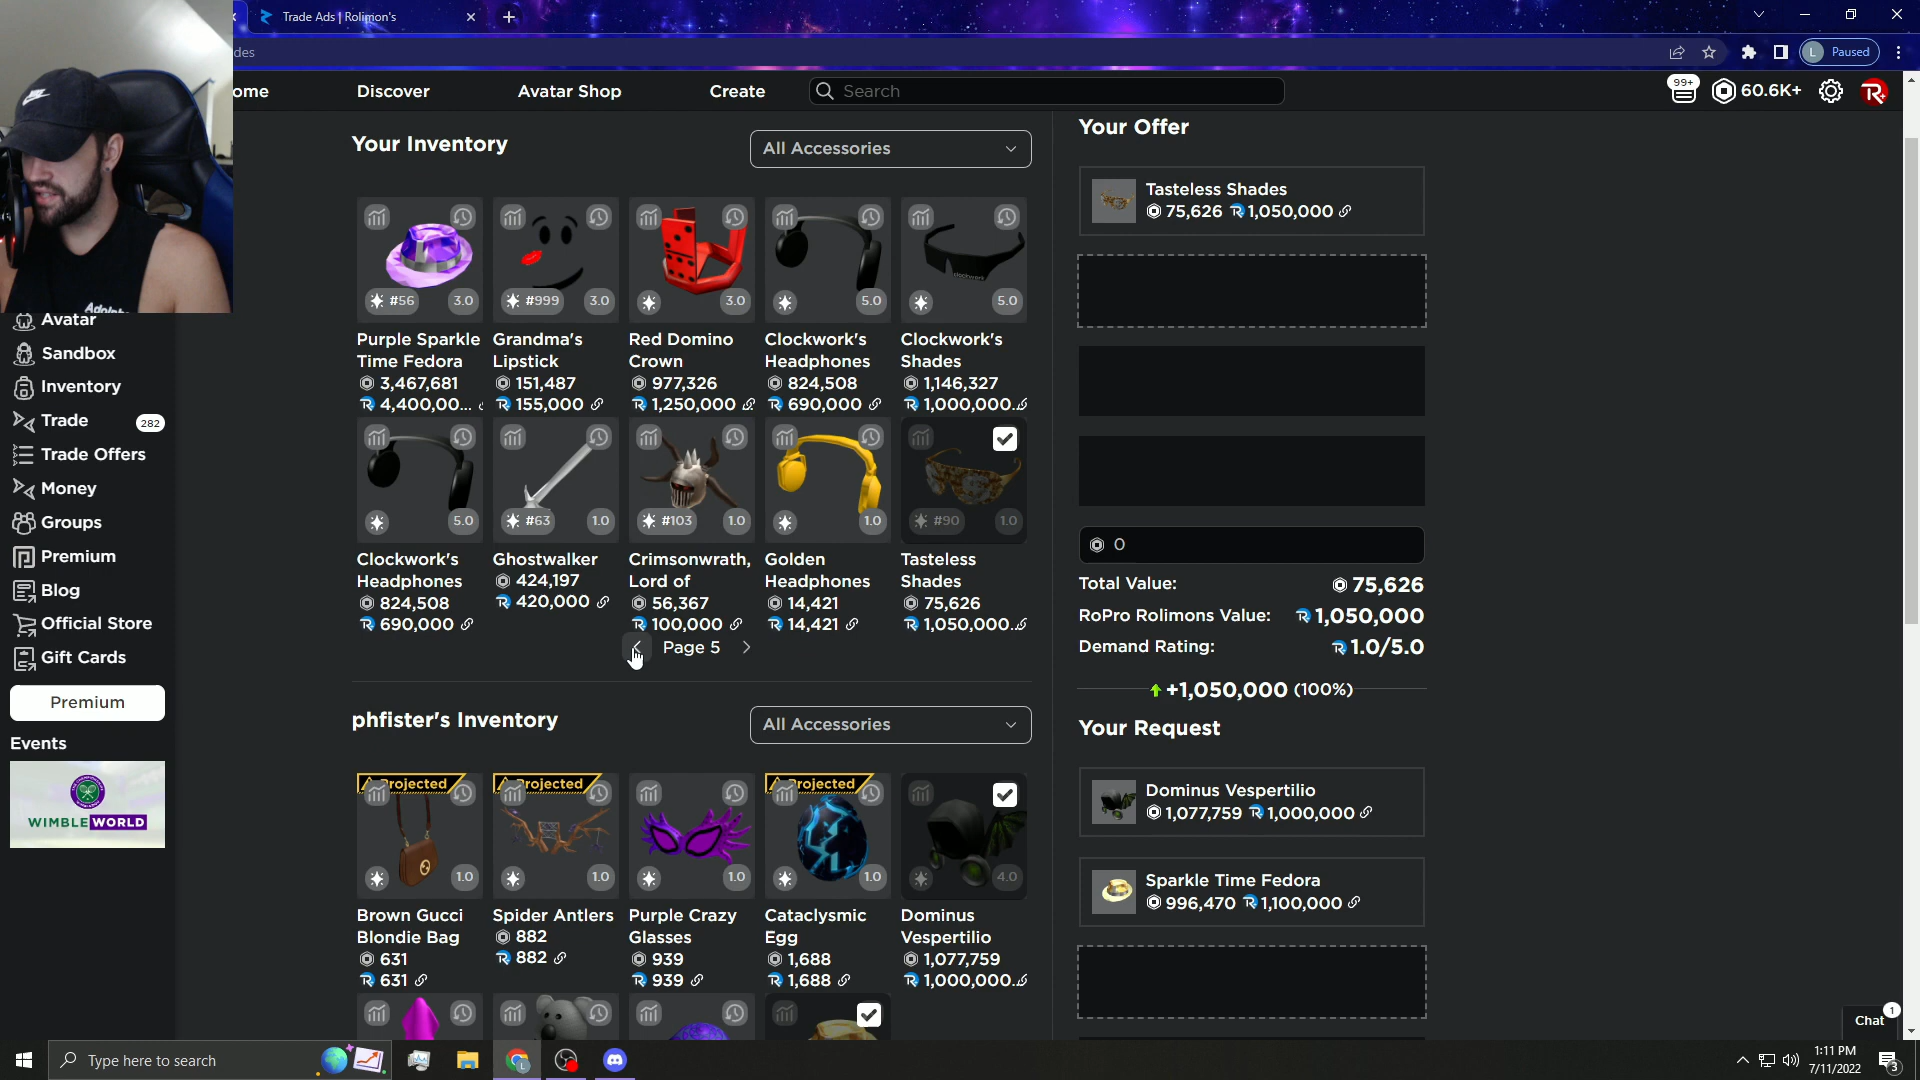 Trade Ads | Rolimon's
des
Paused
L
ome
Discover
Avatar Shop
Create
Search
99+
60.6K+
Your Inventory
All Accessories
#56
3.0
#999
3.0
3.0
5.0
5.0
Purple Sparkle
Time Fedora
3,467,681
4,400,00...
Grandma's
Lipstick
151,487
155,000
Red Domino
Crown
977,326
1,250,000
Clockwork's
Headphones
824,508
690,000
Clockwork's
Shades
1,146,327
1,000,000...
5.0
#63
1.0
#103
1.0
1.0
#90
1.0
Clockwork's
Headphones
824,508
690,000
Ghostwalker
424,197
420,000
Crimsonwrath,
Lord of
56,367
100,000
Golden
Headphones
14,421
14,421
Tasteless
Shades
75,626
1,050,000...
Page 5
phfister's Inventory
All Accessories
Projected
Projected
Projected
1.0
1.0
1.0
1.0
4.0
Brown Gucci
Blondie Bag
631
631
Spider Antlers
882
882
Purple Crazy
Glasses
939
939
Cataclysmic
Egg
1,688
1,688
Dominus
Vespertilio
1,077,759
1,000,000...
Your Offer
Tasteless Shades
75,626 1,050,000
0
Total Value: 75,626
RoPro Rolimons Value: 1,050,000
Demand Rating: 1.0/5.0
+1,050,000 (100%)
Your Request
Dominus Vespertilio
1,077,759 1,000,000
Sparkle Time Fedora
996,470 1,100,000
Avatar
Sandbox
Inventory
Trade 282
Trade Offers
Money
Groups
Premium
Blog
Official Store
Gift Cards
Premium
Events
WIMBLEWORLD
Chat
1
Type here to search
1:11 PM
7/11/2022
3